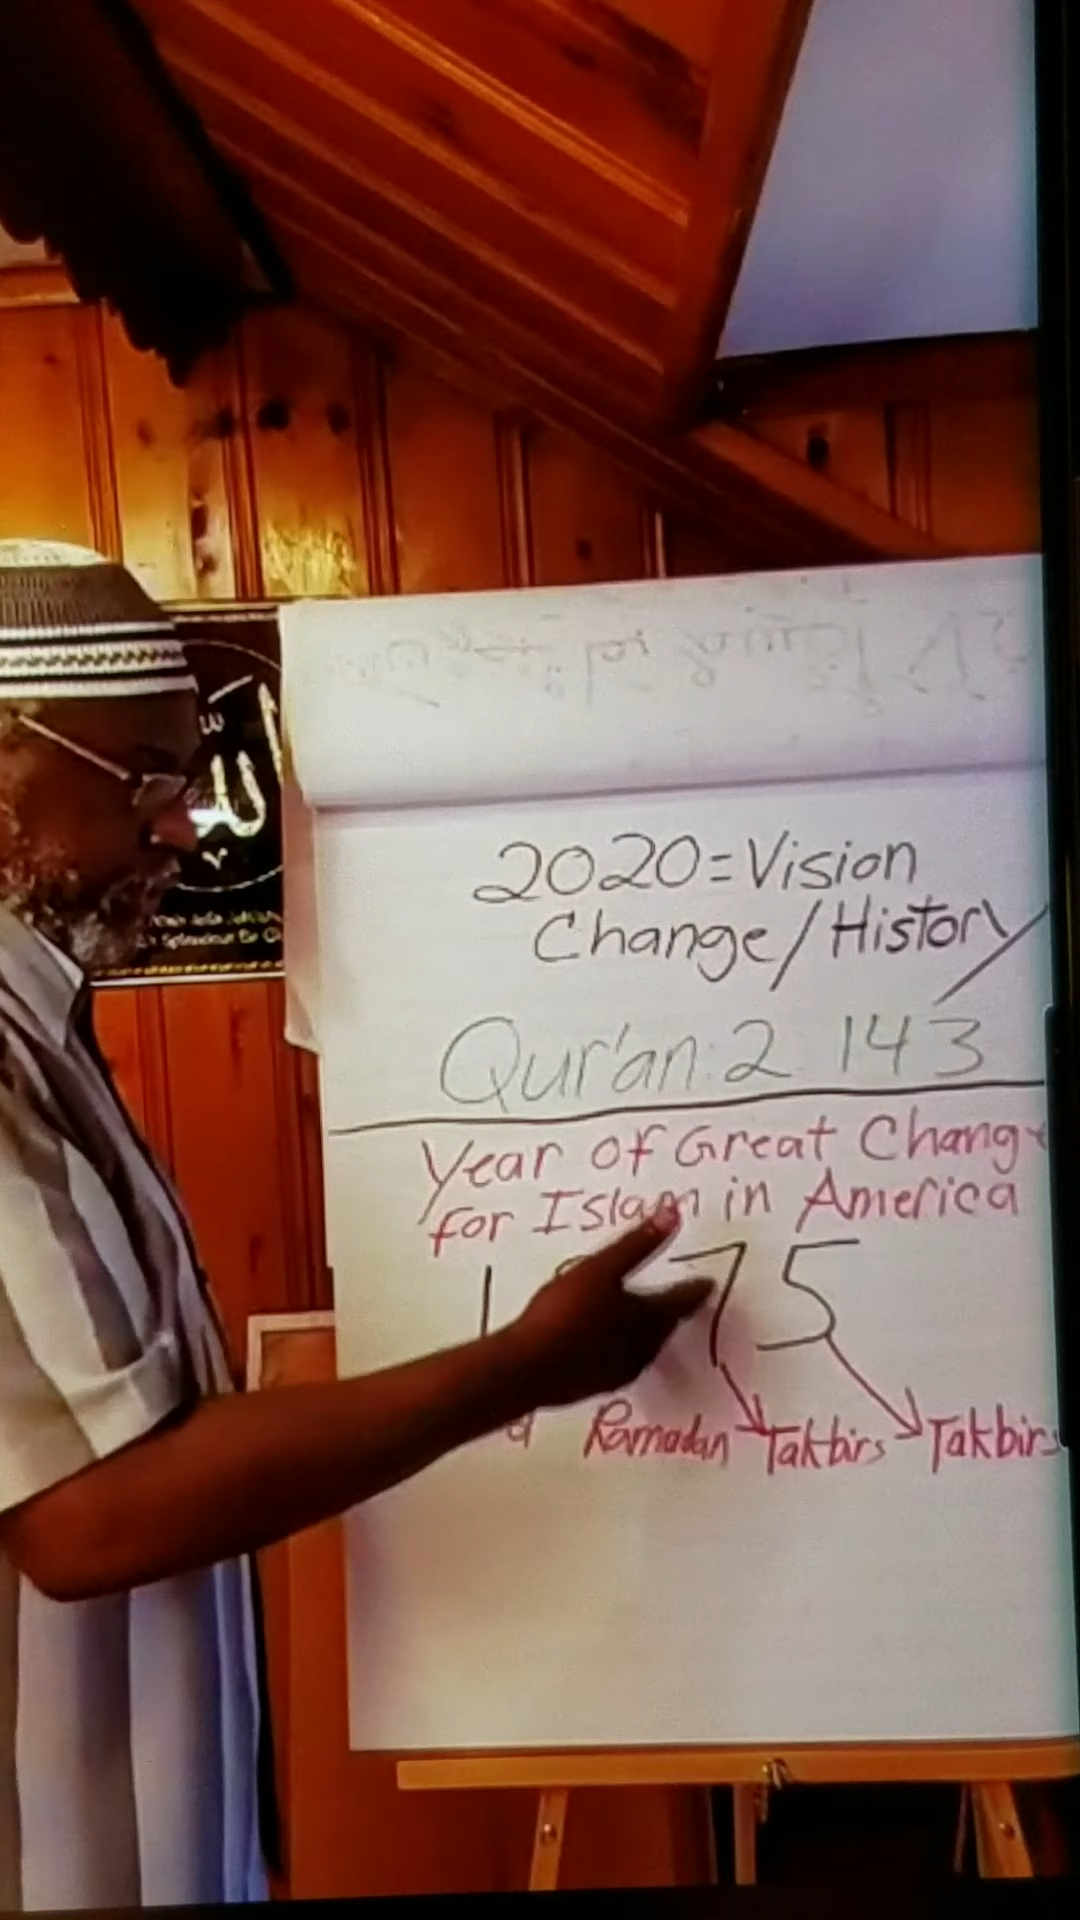 2020=Vision
Change/History
Qur'an:2 143
Year of Great Change
for Islam in America
1 75
Ramadan Takbirs Takbirs